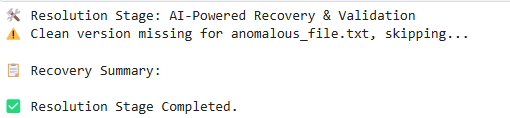 🛠️ Resolution Stage: AI-Powered Recovery & Validation
⚠️ Clean version missing for anomalous_file.txt, skipping...
📋 Recovery Summary:
✅ Resolution Stage Completed.